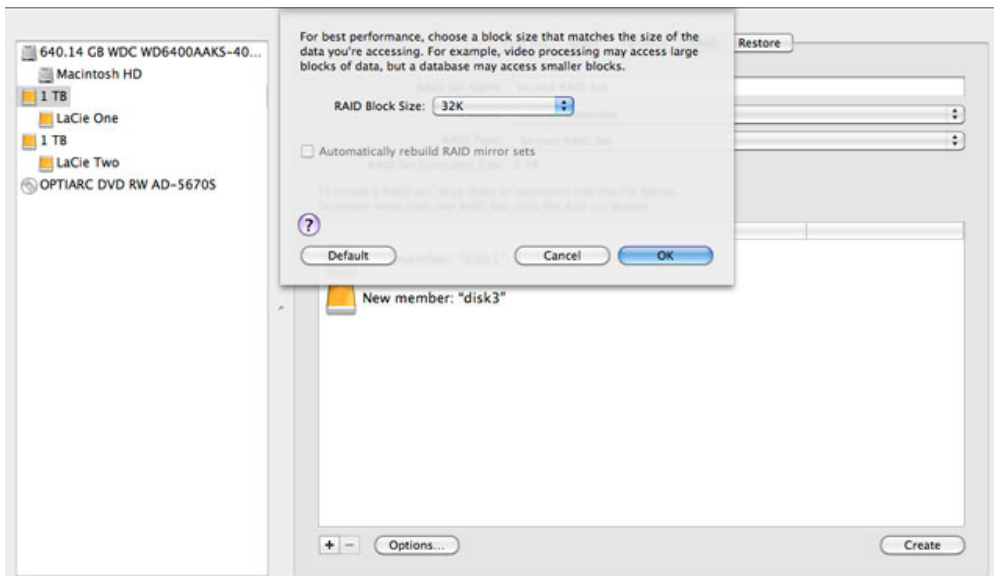 640.14 GB WDC WD6400AAKS-40...
Macintosh HD
1 TB
LaCie One
1 TB
LaCie Two
OPTIARC DVD RW AD-5670S
For best performance, choose a block size that matches the size of the
data you're accessing. For example, video processing may access large
blocks of data, but a database may access smaller blocks.
RAID Block Size: 32K
Automatically rebuild RAID mirror sets
?
Default
Cancel
OK
Restore
New member: "disk3"
+ −
Options...
Create